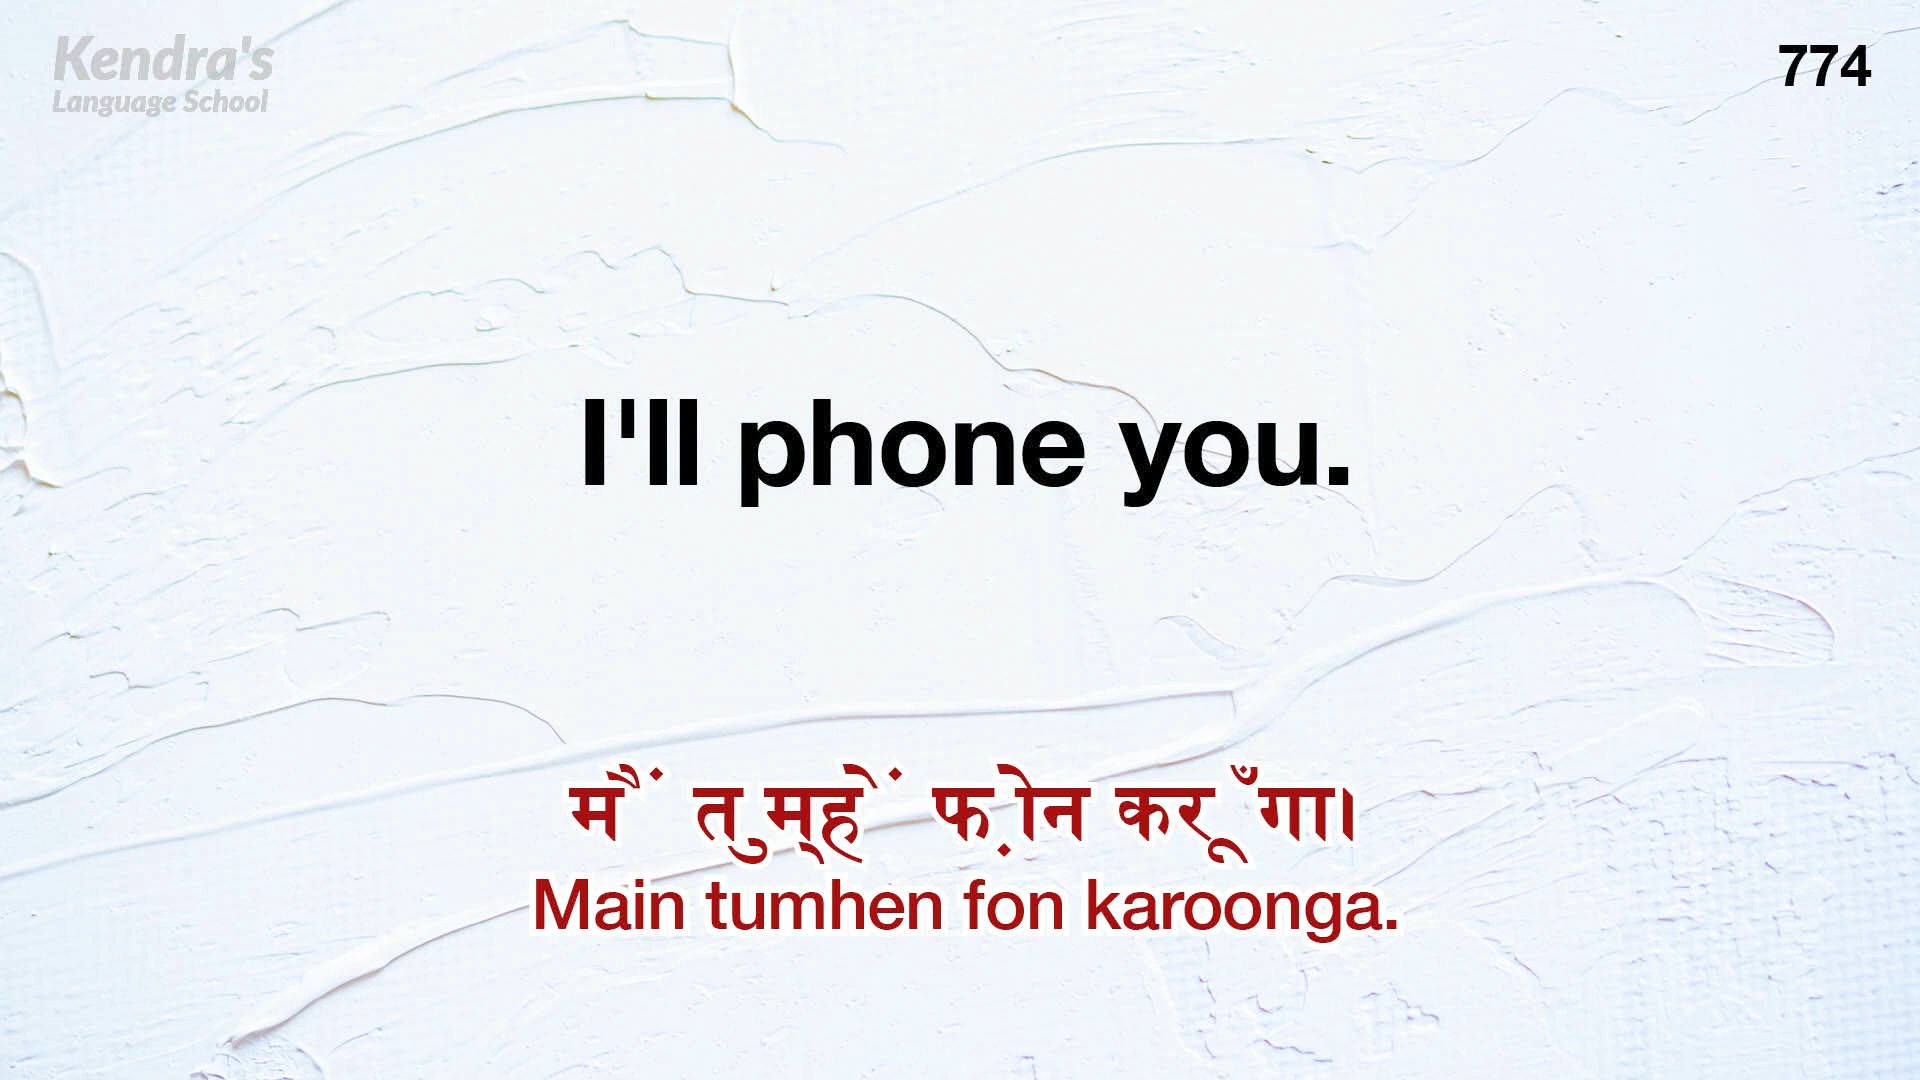 Kendra's
Language School
774
I'll phone you.
मैं तुम्हें फ़ोन करूँगा।
Main tumhen fon karoonga.